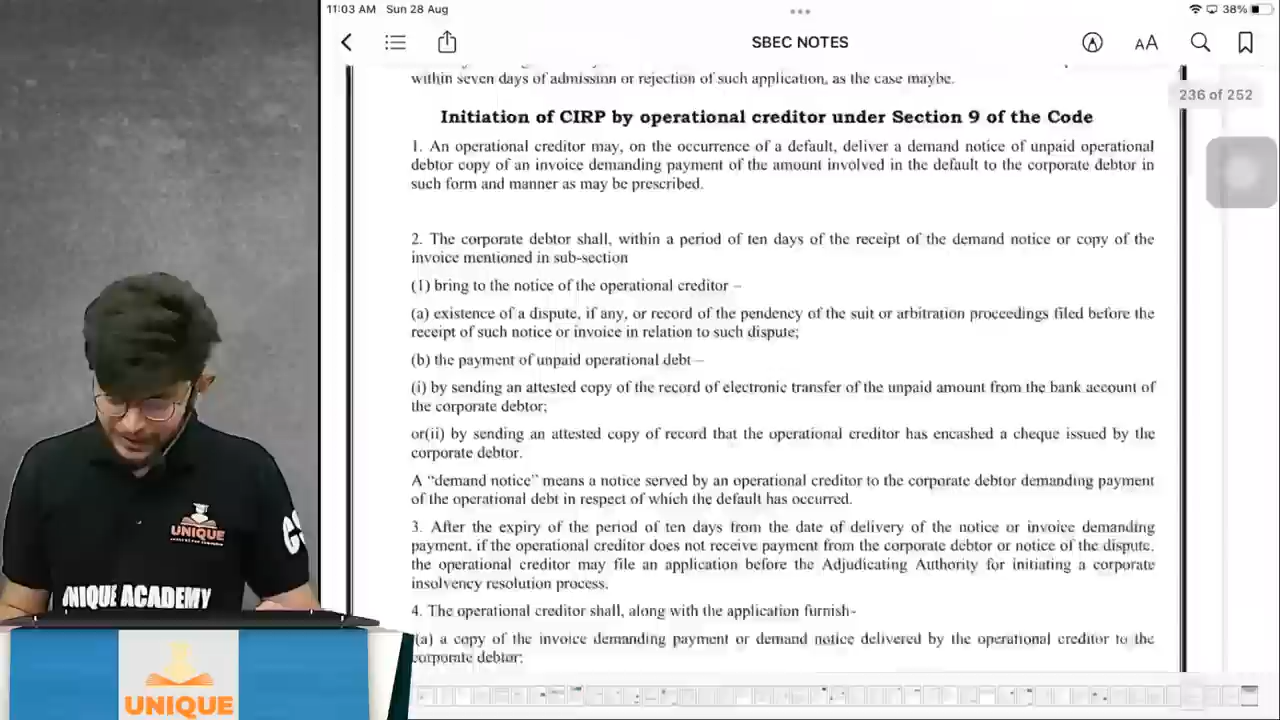 11:03 AM Sun 28 Aug
38%
SBEC NOTES
within seven days of admission or rejection of such application, as the case maybe.
236 of 252
Initiation of CIRP by operational creditor under Section 9 of the Code
1. An operational creditor may, on the occurrence of a default, deliver a demand notice of unpaid operational
debtor copy of an invoice demanding payment of the amount involved in the default to the corporate debtor in
such form and manner as may be prescribed.
2. The corporate debtor shall, within a period of ten days of the receipt of the demand notice or copy of the
invoice mentioned in sub-section
(1) bring to the notice of the operational creditor –
(a) existence of a dispute, if any, or record of the pendency of the suit or arbitration proceedings filed before the
receipt of such notice or invoice in relation to such dispute;
(b) the payment of unpaid operational debt–
(i) by sending an attested copy of the record of electronic transfer of the unpaid amount from the bank account of
the corporate debtor;
or(ii) by sending an attested copy of record that the operational creditor has encashed a cheque issued by the
corporate debtor.
A “demand notice” means a notice served by an operational creditor to the corporate debtor demanding payment
of the operational debt in respect of which the default has occurred.
3. After the expiry of the period of ten days from the date of delivery of the notice or invoice demanding
payment, if the operational creditor does not receive payment from the corporate debtor or notice of the dispute,
the operational creditor may file an application before the Adjudicating Authority for initiating a corporate
insolvency resolution process.
4. The operational creditor shall, along with the application furnish-
(a) a copy of the invoice demanding payment or demand notice delivered by the operational creditor to the
corporate debtor;
UNIQUE
UNIQUE ACADEMY
UNIQUE